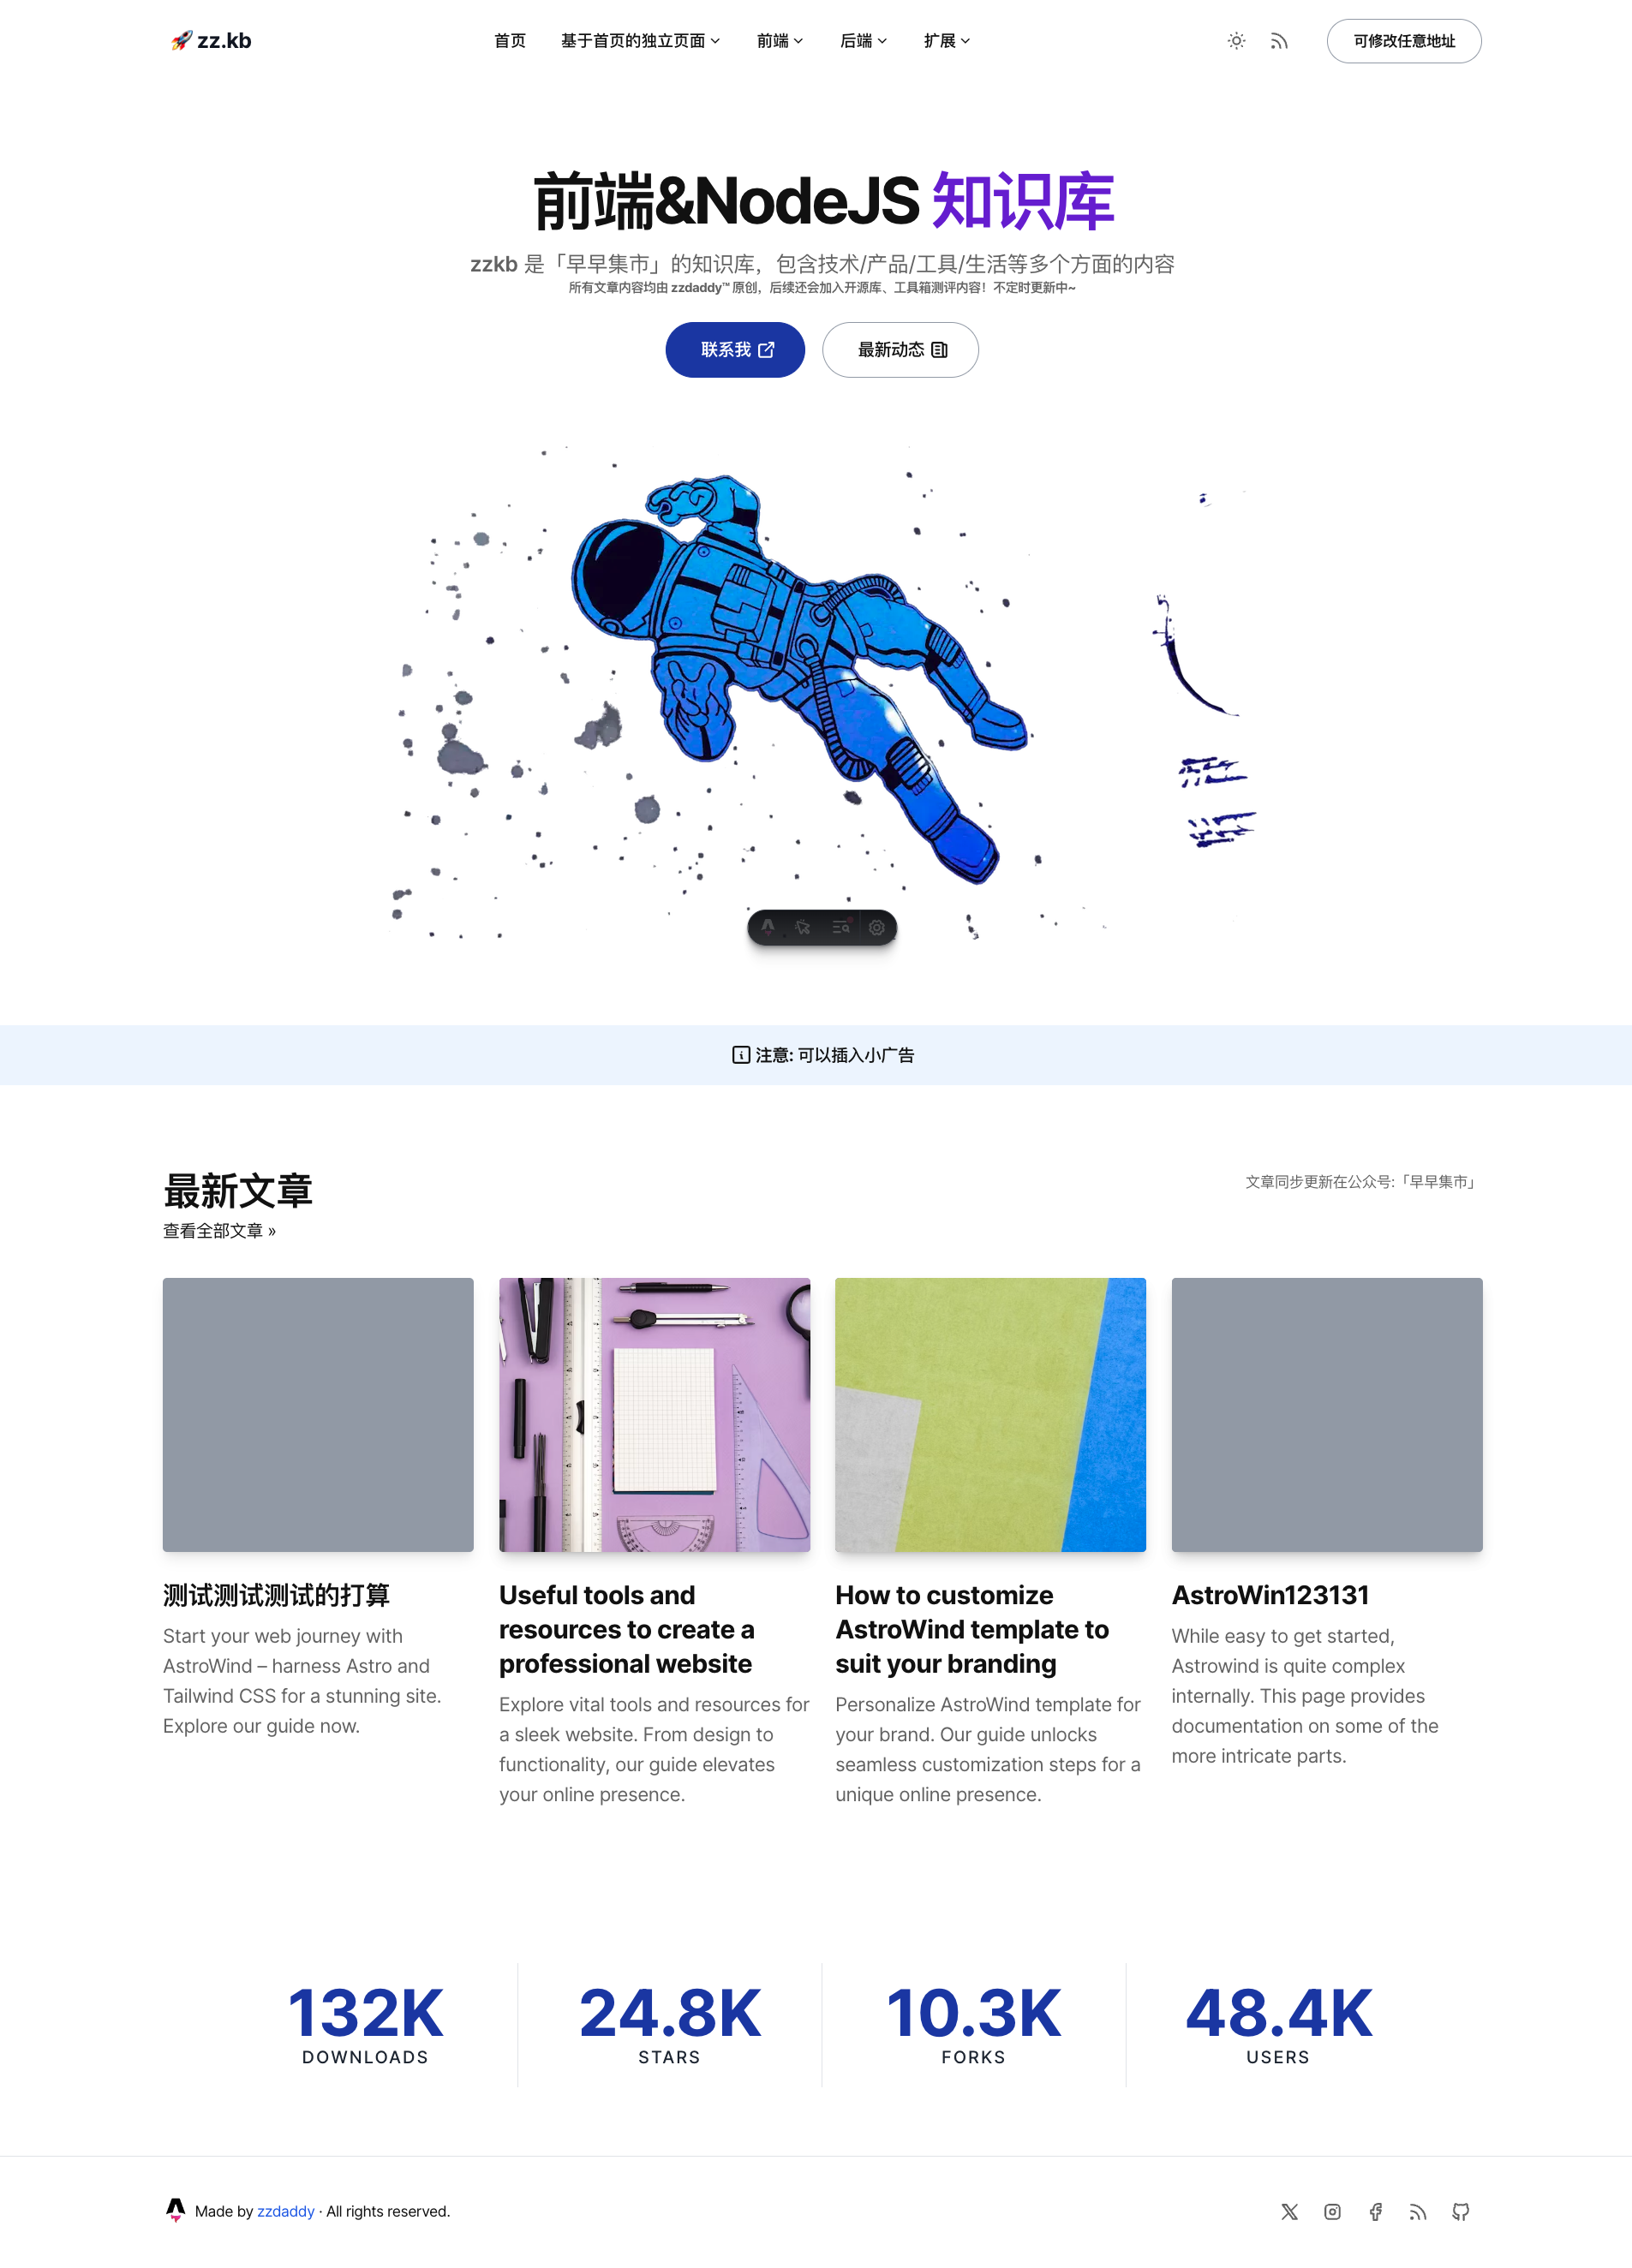 🚀 zz.kb
首页 基于首页的独立页面 前端 后端 扩展
可修改任意地址
前端&NodeJS 知识库
zzkb 是「早早集市」的知识库，包含技术/产品/工具/生活等多个方面的内容
所有文章内容均由 zzdaddy™ 原创，后续还会加入开源库、工具箱测评内容！不定时更新中~
联系我
最新动态
注意: 可以插入小广告
最新文章
文章同步更新在公众号:「早早集市」
查看全部文章 »
测试测试测试的打算
Start your web journey with
AstroWind – harness Astro and
Tailwind CSS for a stunning site.
Explore our guide now.
Useful tools and
resources to create a
professional website
Explore vital tools and resources for
a sleek website. From design to
functionality, our guide elevates
your online presence.
How to customize
AstroWind template to
suit your branding
Personalize AstroWind template for
your brand. Our guide unlocks
seamless customization steps for a
unique online presence.
AstroWin123131
While easy to get started,
Astrowind is quite complex
internally. This page provides
documentation on some of the
more intricate parts.
132K
DOWNLOADS
24.8K
STARS
10.3K
FORKS
48.4K
USERS
Made by zzdaddy · All rights reserved.